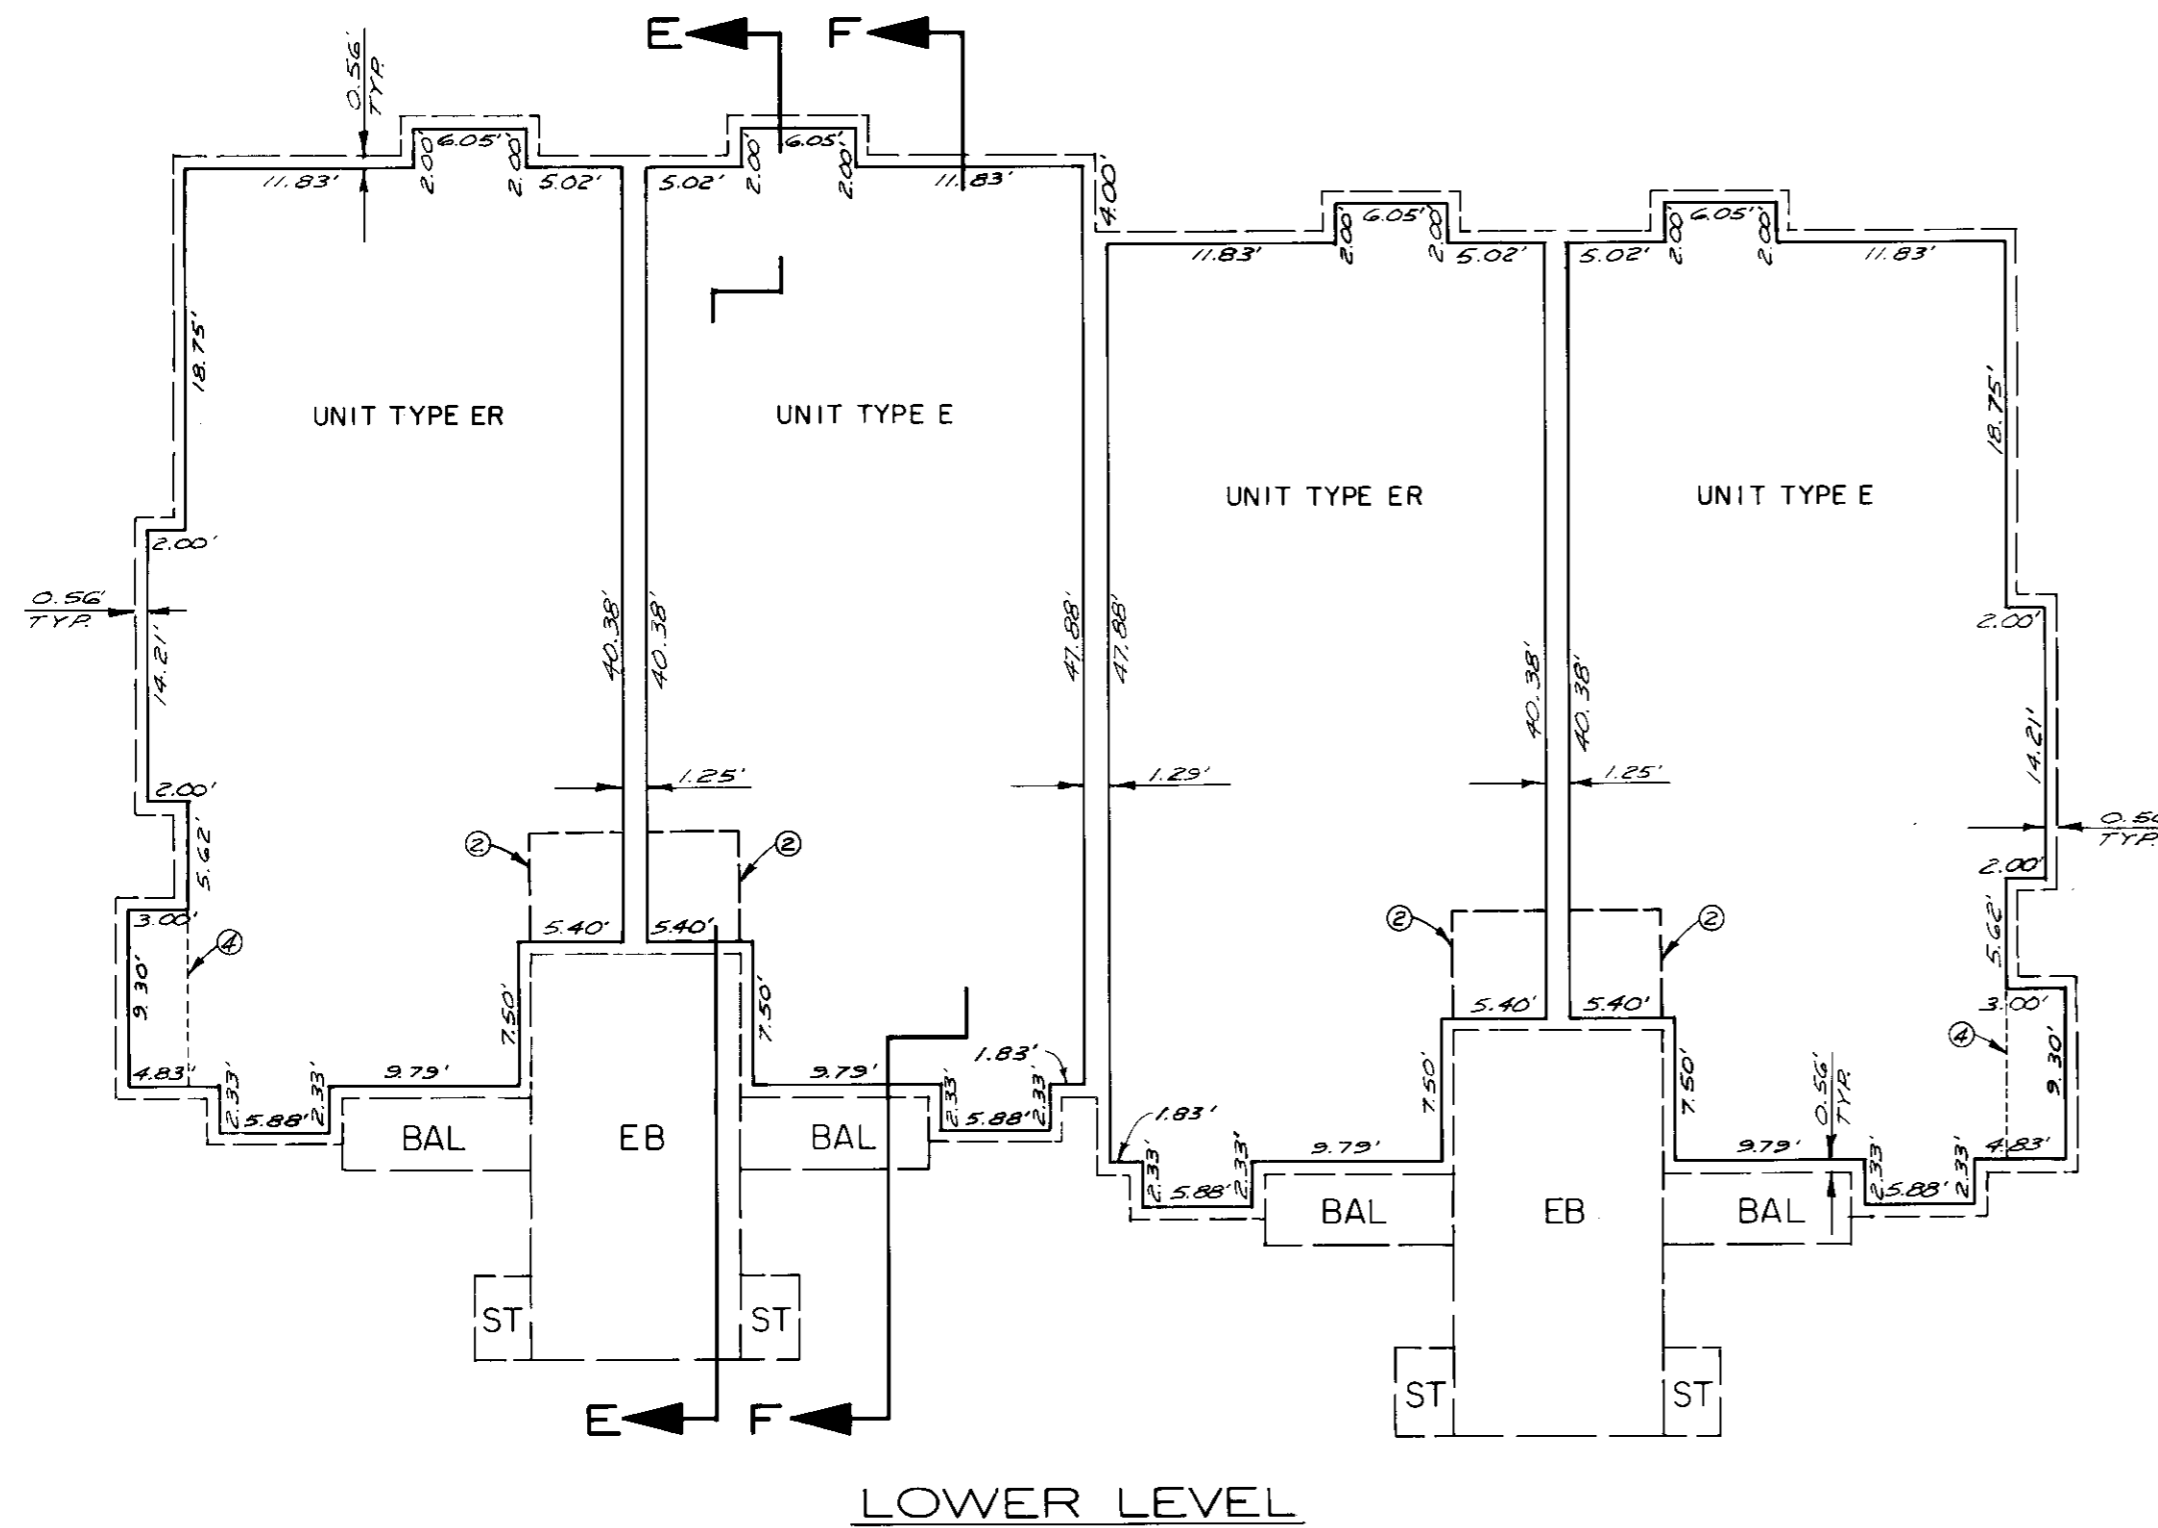 E F
0.56'
TYP.
6.05' 6.05'
2.00' 2.00' 2.00' 2.00'
11.83' 5.02' 5.02' 11.83'
4.00'
6.05' 6.05'
2.00' 2.00' 2.00' 2.00'
11.83' 5.02' 5.02' 11.83'
18.75'
18.75'
UNIT TYPE ER UNIT TYPE E
UNIT TYPE ER UNIT TYPE E
2.00'
0.56'
TYP.
14.21'
40.38' 40.38' 47.88' 47.88'
40.38' 40.38'
2.00'
14.21'
2.00' 1.25' 1.29' 1.25'
0.56
TYP.
5.62'
2 2
2.00'
3.00' 5.40' 5.40'
2 2
5.62'
4
9.30'
7.50' 7.50'
5.40' 5.40'
3.00'
4
9.30'
4.83' 9.79' 9.79' 1.83'
2.33' 2.33' 2.33' 2.33'
5.88' 5.88'
7.50' 7.50'
0.56'
TYP.
1.83' 9.79' 9.79' 4.83'
BAL EB BAL
2.33' 2.33' 2.33' 2.33'
5.88' 5.88'
BAL EB BAL
ST ST
ST ST
E F
LOWER LEVEL